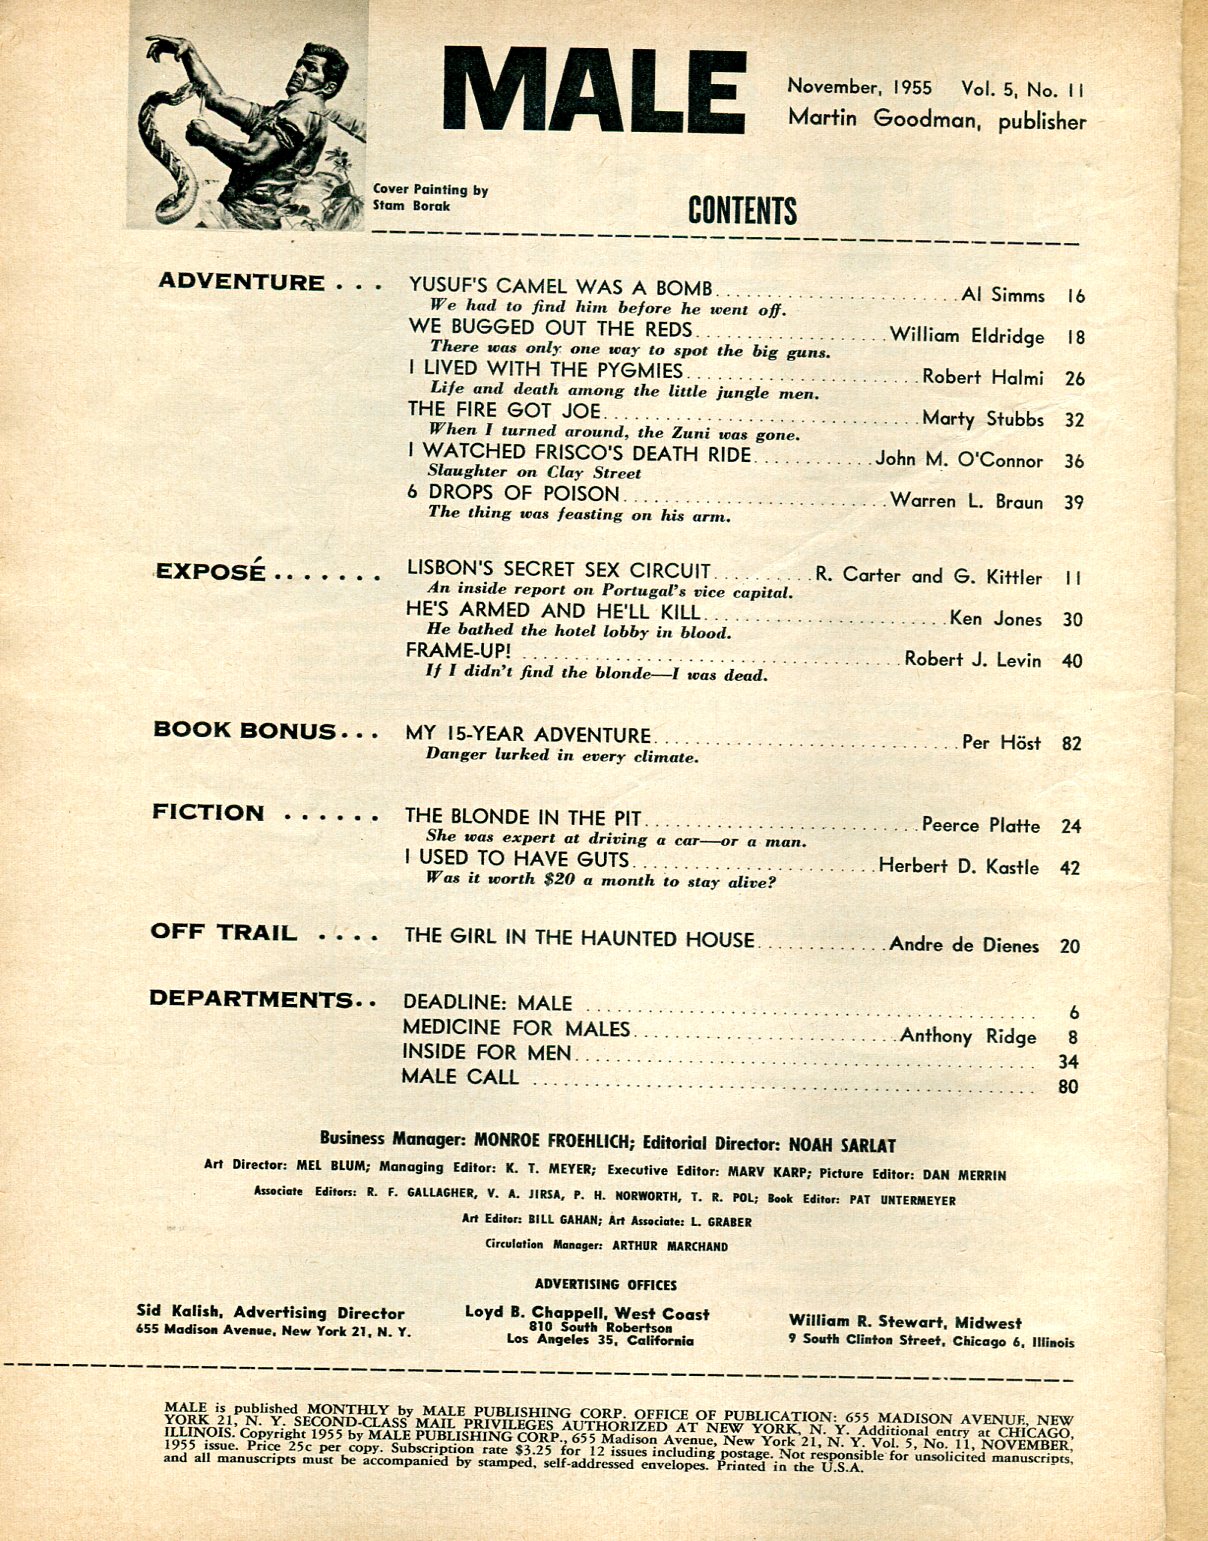 MALE
November, 1955 Vol. 5, No. 11
Martin Goodman, publisher
Cover Painting by
Stam Borak
CONTENTS
ADVENTURE . . . YUSUF'S CAMEL WAS A BOMB Al Simms 16
We had to find him before he went off.
WE BUGGED OUT THE REDS William Eldridge 18
There was only one way to spot the big guns.
I LIVED WITH THE PYGMIES Robert Halmi 26
Life and death among the little jungle men.
THE FIRE GOT JOE Marty Stubbs 32
When I turned around, the Zuni was gone.
I WATCHED FRISCO'S DEATH RIDE John M. O'Connor 36
Slaughter on Clay Street
6 DROPS OF POISON Warren L. Braun 39
The thing was feasting on his arm.
EXPOSÉ . . . . . . . LISBON'S SECRET SEX CIRCUIT R. Carter and G. Kittler 11
An inside report on Portugal's vice capital.
HE'S ARMED AND HE'LL KILL Ken Jones 30
He bathed the hotel lobby in blood.
FRAME-UP! Robert J. Levin 40
If I didn't find the blonde—I was dead.
BOOK BONUS . . . MY 15-YEAR ADVENTURE Per Höst 82
Danger lurked in every climate.
FICTION . . . . . . THE BLONDE IN THE PIT Peerce Platte 24
She was expert at driving a car—or a man.
I USED TO HAVE GUTS Herbert D. Kastle 42
Was it worth $20 a month to stay alive?
OFF TRAIL . . . . THE GIRL IN THE HAUNTED HOUSE Andre de Dienes 20
DEPARTMENTS . . DEADLINE: MALE 6
MEDICINE FOR MALES Anthony Ridge 8
INSIDE FOR MEN 34
MALE CALL 80
Business Manager: MONROE FROEHLICH; Editorial Director: NOAH SARLAT
Art Director: MEL BLUM; Managing Editor: K. T. MEYER; Executive Editor: MARV KARP; Picture Editor: DAN MERRIN
Associate Editors: R. F. GALLAGHER, V. A. JIRSA, P. H. NORWORTH, T. R. POL; Book Editor: PAT UNTERMEYER
Art Editor: BILL GAHAN; Art Associate: L. GRABER
Circulation Manager: ARTHUR MARCHAND
ADVERTISING OFFICES
Sid Kalish, Advertising Director
655 Madison Avenue, New York 21, N. Y.
Loyd B. Chappell, West Coast
810 South Robertson
Los Angeles 35, California
William R. Stewart, Midwest
9 South Clinton Street, Chicago 6, Illinois
MALE is published MONTHLY by MALE PUBLISHING CORP. OFFICE OF PUBLICATION: 655 MADISON AVENUE, NEW
YORK 21, N. Y. SECOND-CLASS MAIL PRIVILEGES AUTHORIZED AT NEW YORK, N. Y. Additional entry at CHICAGO,
ILLINOIS. Copyright 1955 by MALE PUBLISHING CORP., 655 Madison Avenue, New York 21, N. Y. Vol. 5, No. 11, NOVEMBER,
1955 issue. Price 25c per copy. Subscription rate $3.25 for 12 issues including postage. Not responsible for unsolicited manuscripts,
and all manuscripts must be accompanied by stamped, self-addressed envelopes. Printed in the U.S.A.